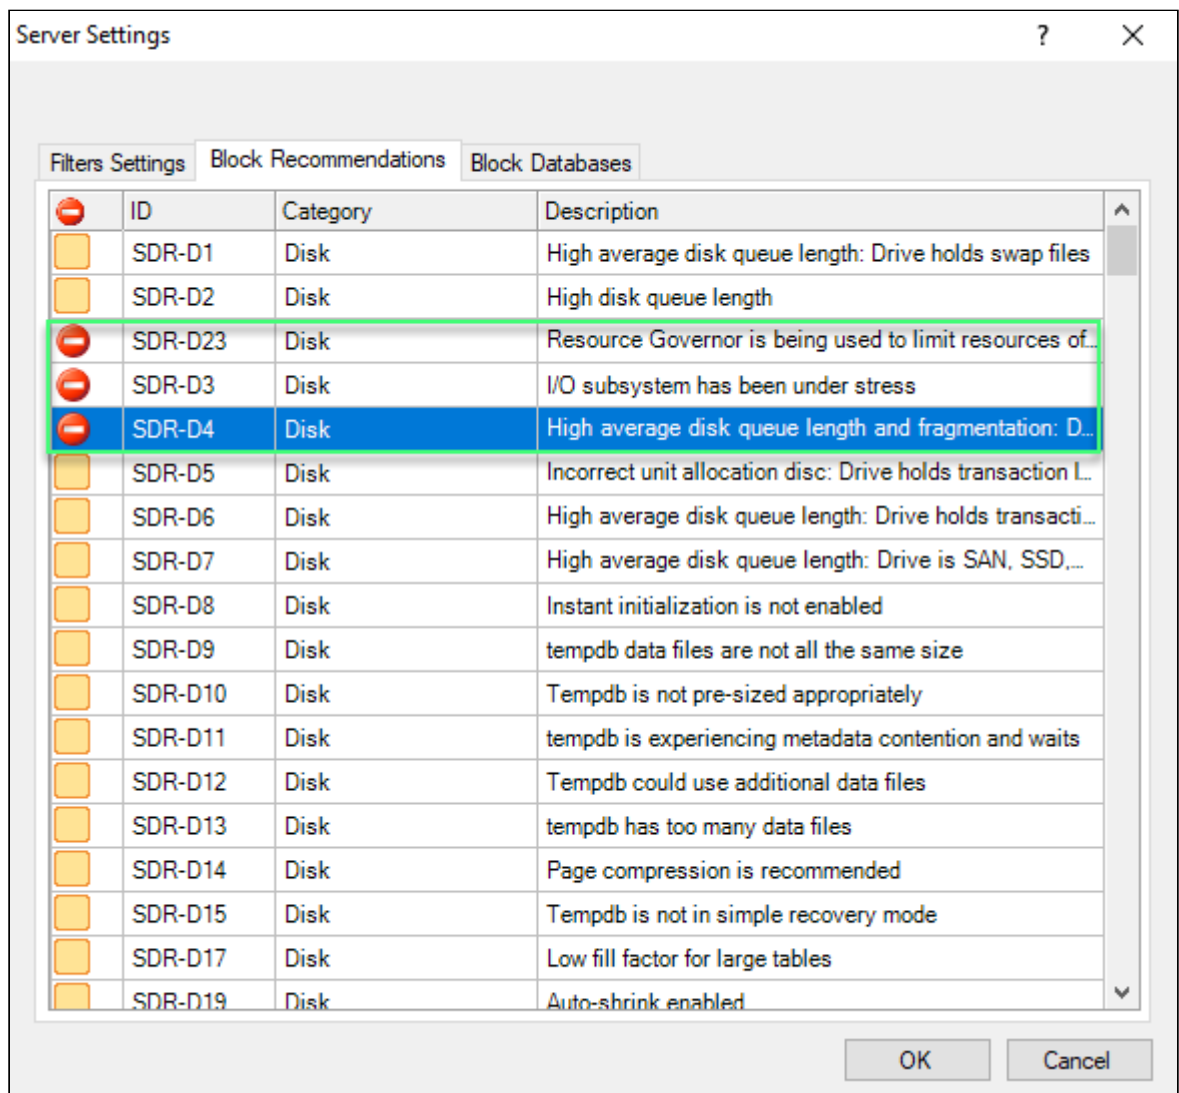 Server Settings ? ×
Filters Settings Block Recommendations Block Databases
ID Category Description
SDR-D1 Disk High average disk queue length: Drive holds swap files
SDR-D2 Disk High disk queue length
SDR-D23 Disk Resource Governor is being used to limit resources of...
SDR-D3 Disk I/O subsystem has been under stress
SDR-D4 Disk High average disk queue length and fragmentation: D...
SDR-D5 Disk Incorrect unit allocation disc: Drive holds transaction l...
SDR-D6 Disk High average disk queue length: Drive holds transacti...
SDR-D7 Disk High average disk queue length: Drive is SAN, SSD,...
SDR-D8 Disk Instant initialization is not enabled
SDR-D9 Disk tempdb data files are not all the same size
SDR-D10 Disk Tempdb is not pre-sized appropriately
SDR-D11 Disk tempdb is experiencing metadata contention and waits
SDR-D12 Disk Tempdb could use additional data files
SDR-D13 Disk tempdb has too many data files
SDR-D14 Disk Page compression is recommended
SDR-D15 Disk Tempdb is not in simple recovery mode
SDR-D17 Disk Low fill factor for large tables
SDR-D19 Disk Auto-shrink enabled
OK Cancel